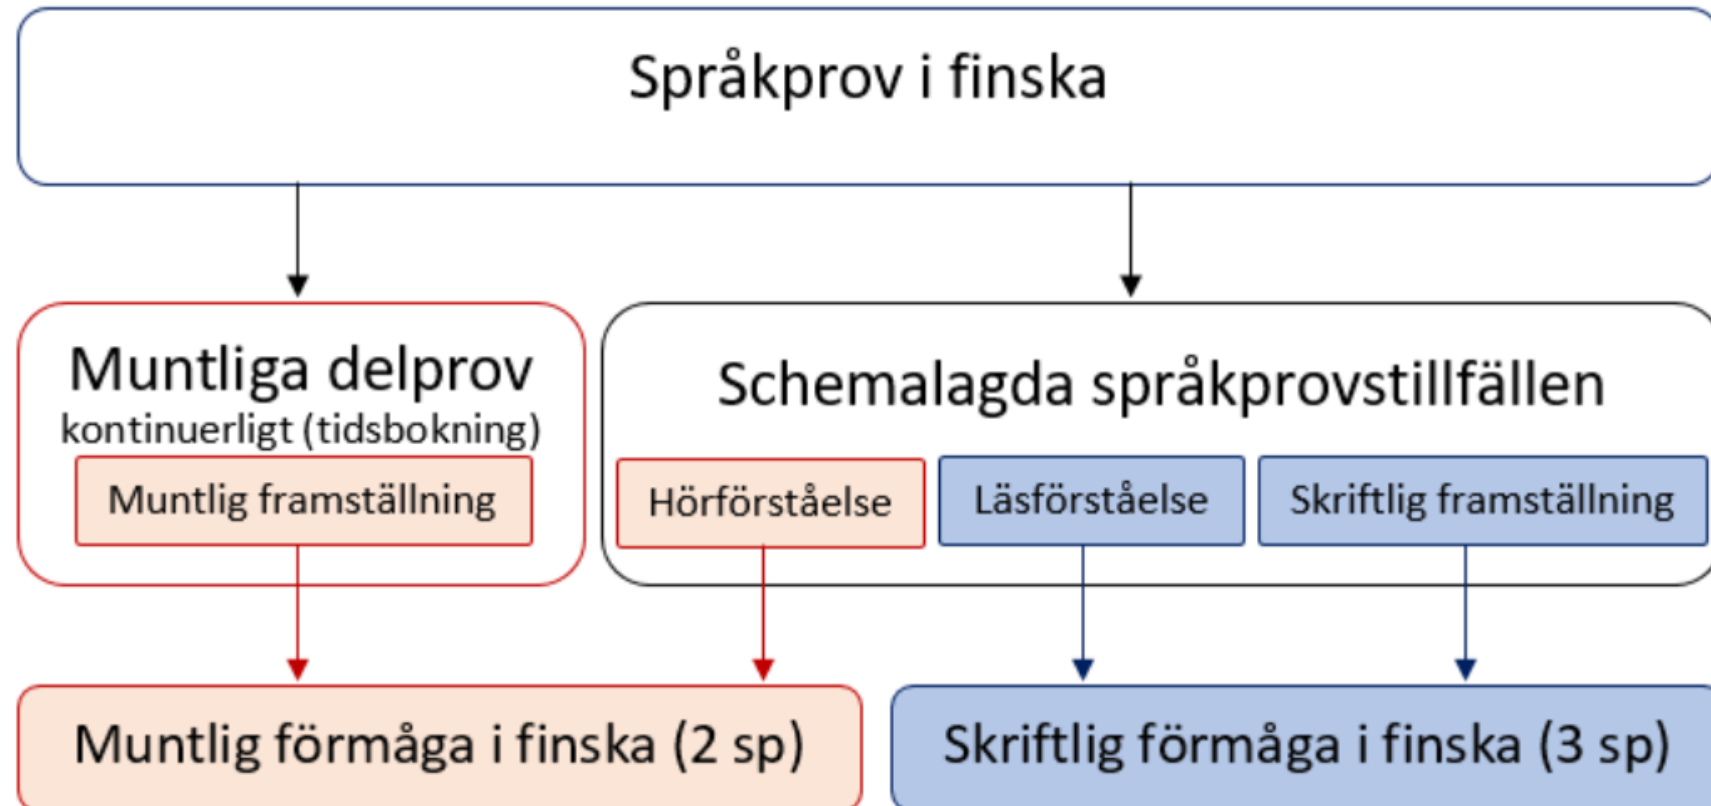 Språkprov i finska
Muntliga delprov
kontinuerligt (tidsbokning)
Muntlig framställning
Schemalagda språkprovstillfällen
Hörförståelse
Läsförståelse
Skriftlig framställning
Muntlig förmåga i finska (2 sp)
Skriftlig förmåga i finska (3 sp)